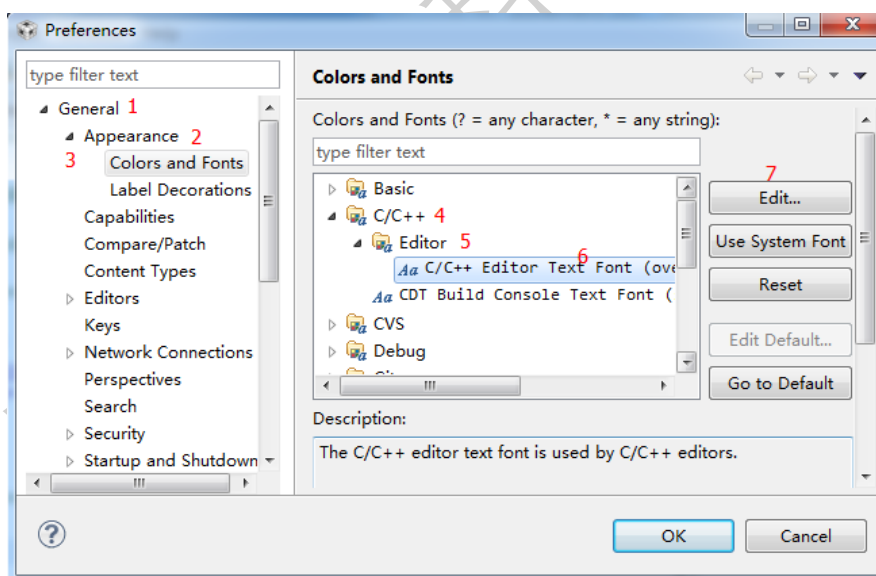 Preferences
type filter text
General 1
Appearance 2
3 Colors and Fonts
Label Decorations
Capabilities
Compare/Patch
Content Types
Editors
Keys
Network Connections
Perspectives
Search
Security
Startup and Shutdown
Colors and Fonts
Colors and Fonts (? = any character, * = any string):
type filter text
Basic
C/C++ 4
Editor 5
6
Aa C/C++ Editor Text Font (ove
Aa CDT Build Console Text Font (
CVS
Debug
7
Edit...
Use System Font
Reset
Edit Default...
Go to Default
Description:
The C/C++ editor text font is used by C/C++ editors.
OK
Cancel